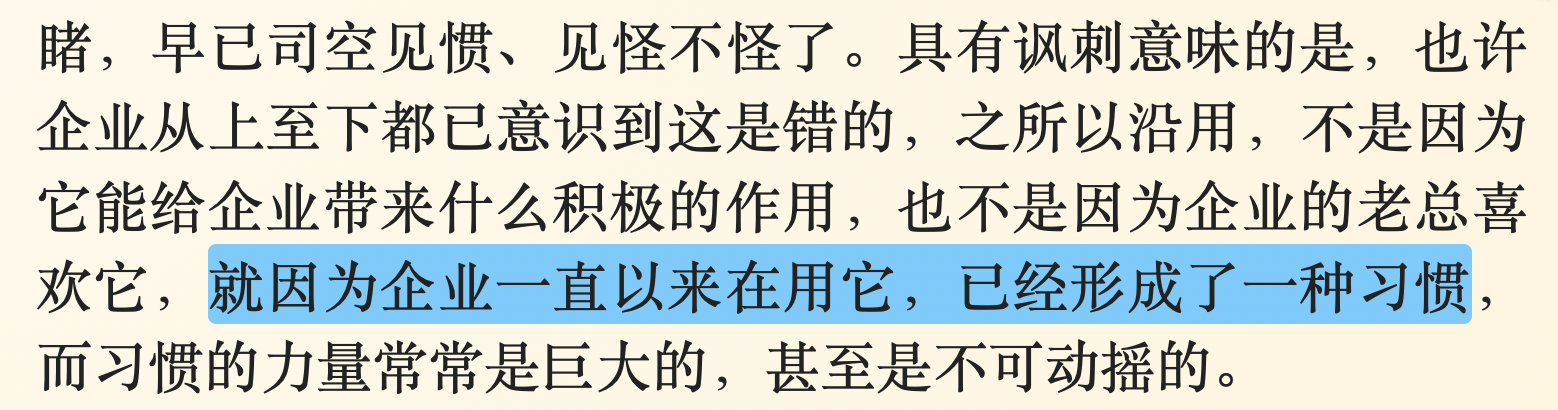 睹，早已司空见惯、见怪不怪了。具有讽刺意味的是，也许
企业从上至下都已意识到这是错的，之所以沿用，不是因为
它能给企业带来什么积极的作用，也不是因为企业的老总喜
欢它，就因为企业一直以来在用它，已经形成了一种习惯，
而习惯的力量常常是巨大的，甚至是不可动摇的。